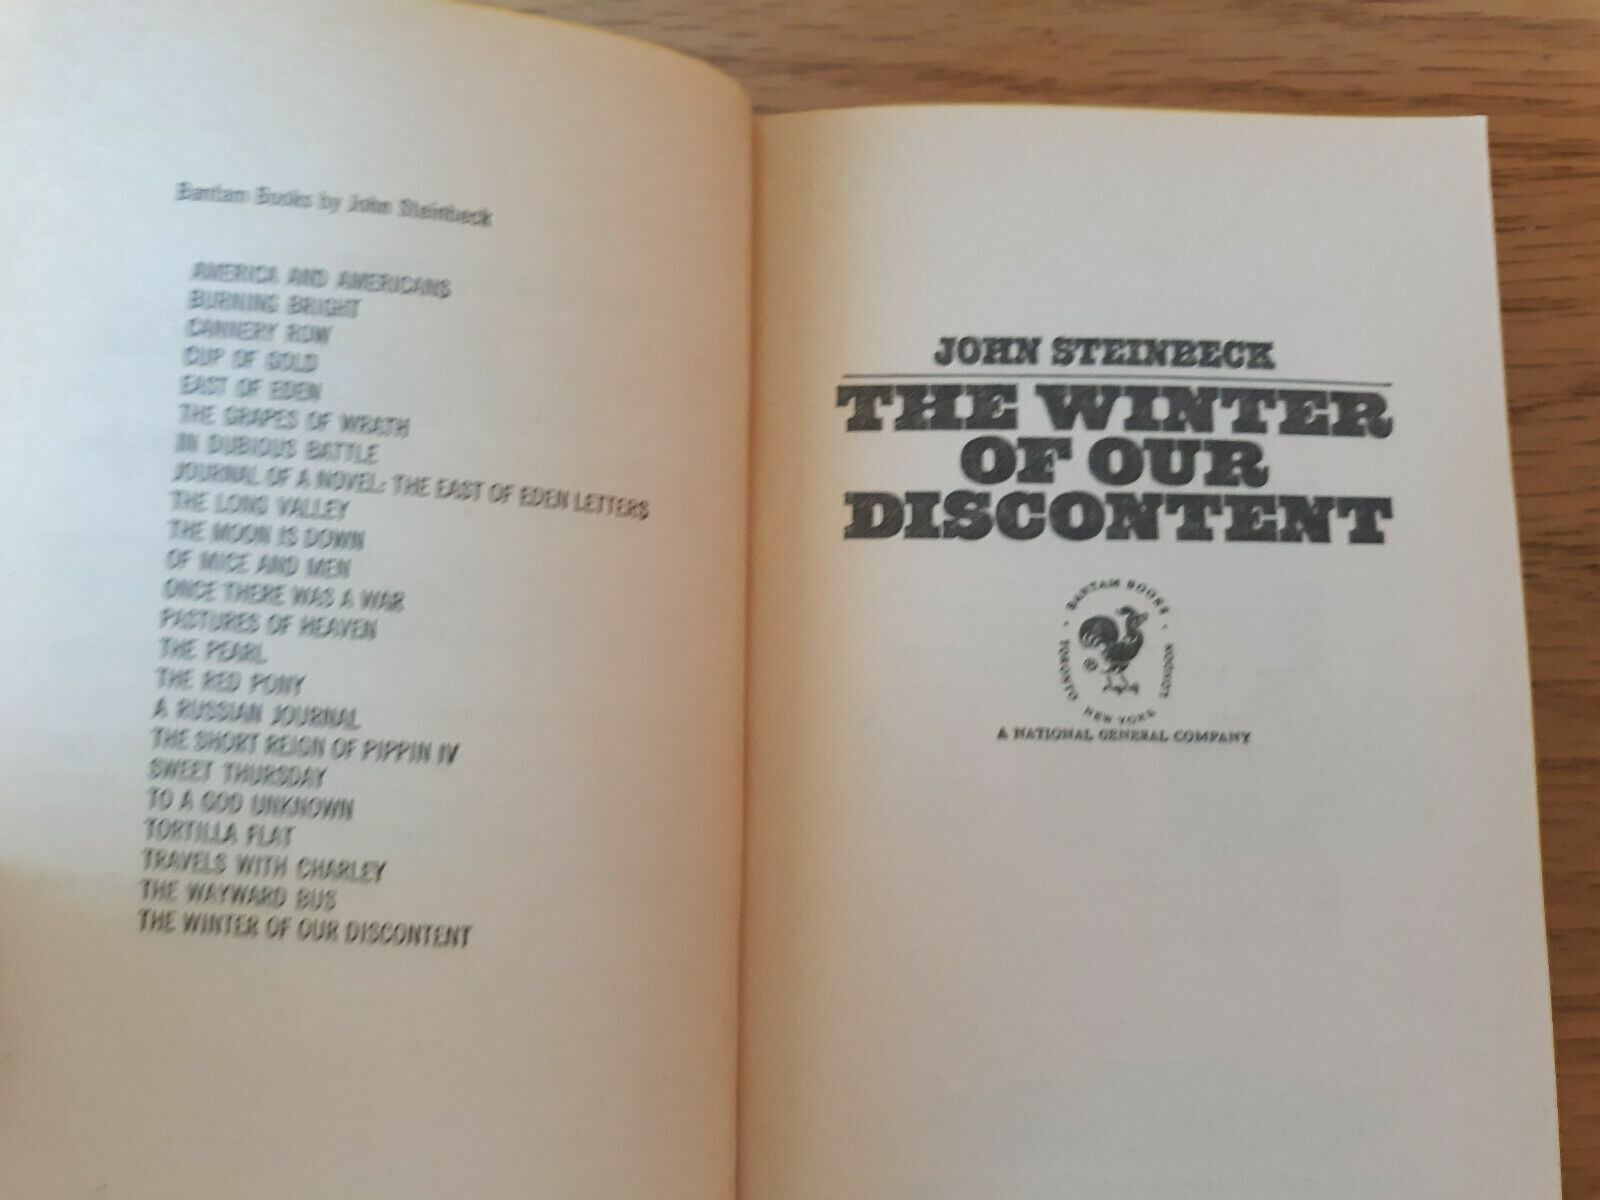 Bantam Books by John Steinbeck
AMERICA AND AMERICANS
BURNING BRIGHT
CANNERY ROW
CUP OF GOLD
EAST OF EDEN
THE GRAPES OF WRATH
IN DUBIOUS BATTLE
JOURNAL OF A NOVEL: THE EAST OF EDEN LETTERS
THE LONG VALLEY
THE MOON IS DOWN
OF MICE AND MEN
ONCE THERE WAS A WAR
PASTURES OF HEAVEN
THE PEARL
THE RED PONY
A RUSSIAN JOURNAL
THE SHORT REIGN OF PIPPIN IV
SWEET THURSDAY
TO A GOD UNKNOWN
TORTILLA FLAT
TRAVELS WITH CHARLEY
THE WAYWARD BUS
THE WINTER OF OUR DISCONTENT
JOHN STEINBECK
THE WINTER
OF OUR
DISCONTENT
BANTAM BOOKS
TORONTO · NEW YORK · LONDON
A NATIONAL GENERAL COMPANY